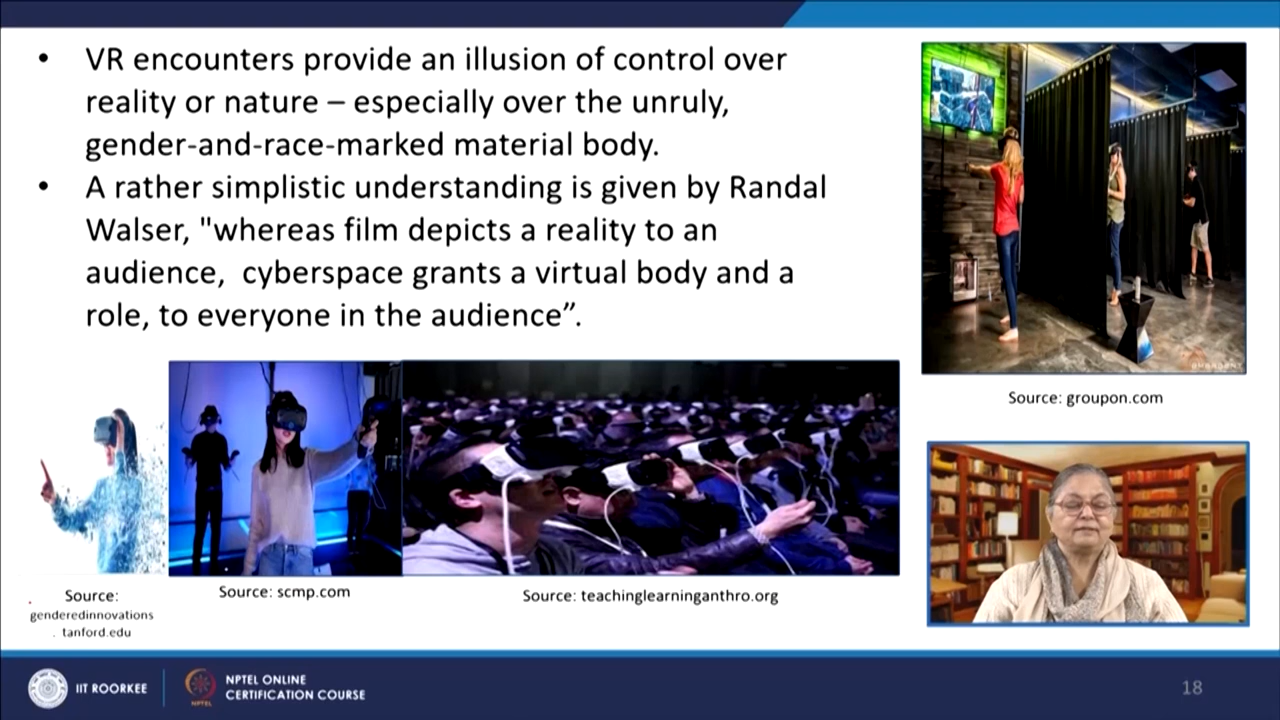 • VR encounters provide an illusion of control over
reality or nature – especially over the unruly,
gender-and-race-marked material body.
• A rather simplistic understanding is given by Randal
Walser, "whereas film depicts a reality to an
audience,  cyberspace grants a virtual body and a
role, to everyone in the audience”.
Source: groupon.com
Source:
genderedinnovations
. tanford.edu
Source: scmp.com
Source: teachinglearninganthro.org
IIT ROORKEE
NPTEL
NPTEL ONLINE
CERTIFICATION COURSE
18